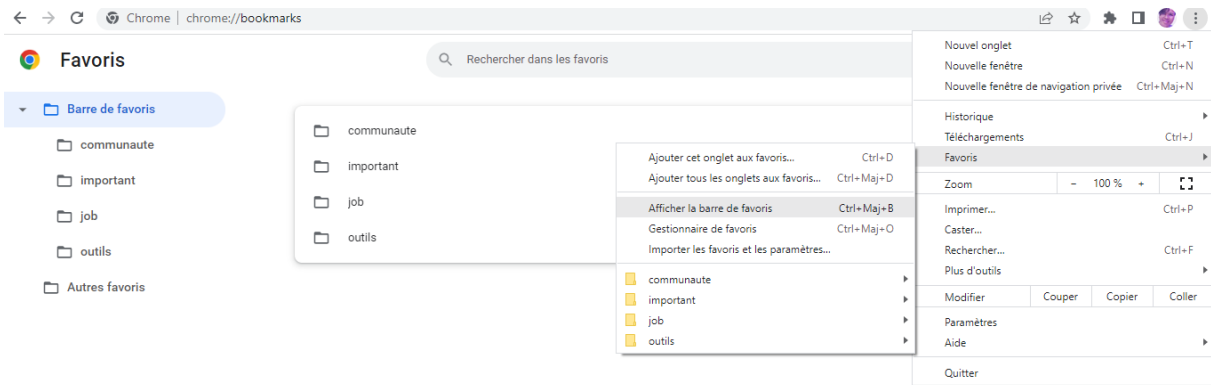 Chrome | chrome://bookmarks
Favoris
Rechercher dans les favoris
Barre de favoris
communaute
important
job
outils
Autres favoris
communaute
important
job
outils
Ajouter cet onglet aux favoris... Ctrl+D
Ajouter tous les onglets aux favoris... Ctrl+Maj+D
Afficher la barre de favoris Ctrl+Maj+B
Gestionnaire de favoris Ctrl+Maj+O
Importer les favoris et les paramètres...
communaute
important
job
outils
Nouvel onglet Ctrl+T
Nouvelle fenêtre Ctrl+N
Nouvelle fenêtre de navigation privée Ctrl+Maj+N
Historique
Téléchargements Ctrl+J
Favoris
Zoom - 100 % +
Imprimer... Ctrl+P
Caster...
Rechercher... Ctrl+F
Plus d'outils
Modifier Couper Copier Coller
Paramètres
Aide
Quitter